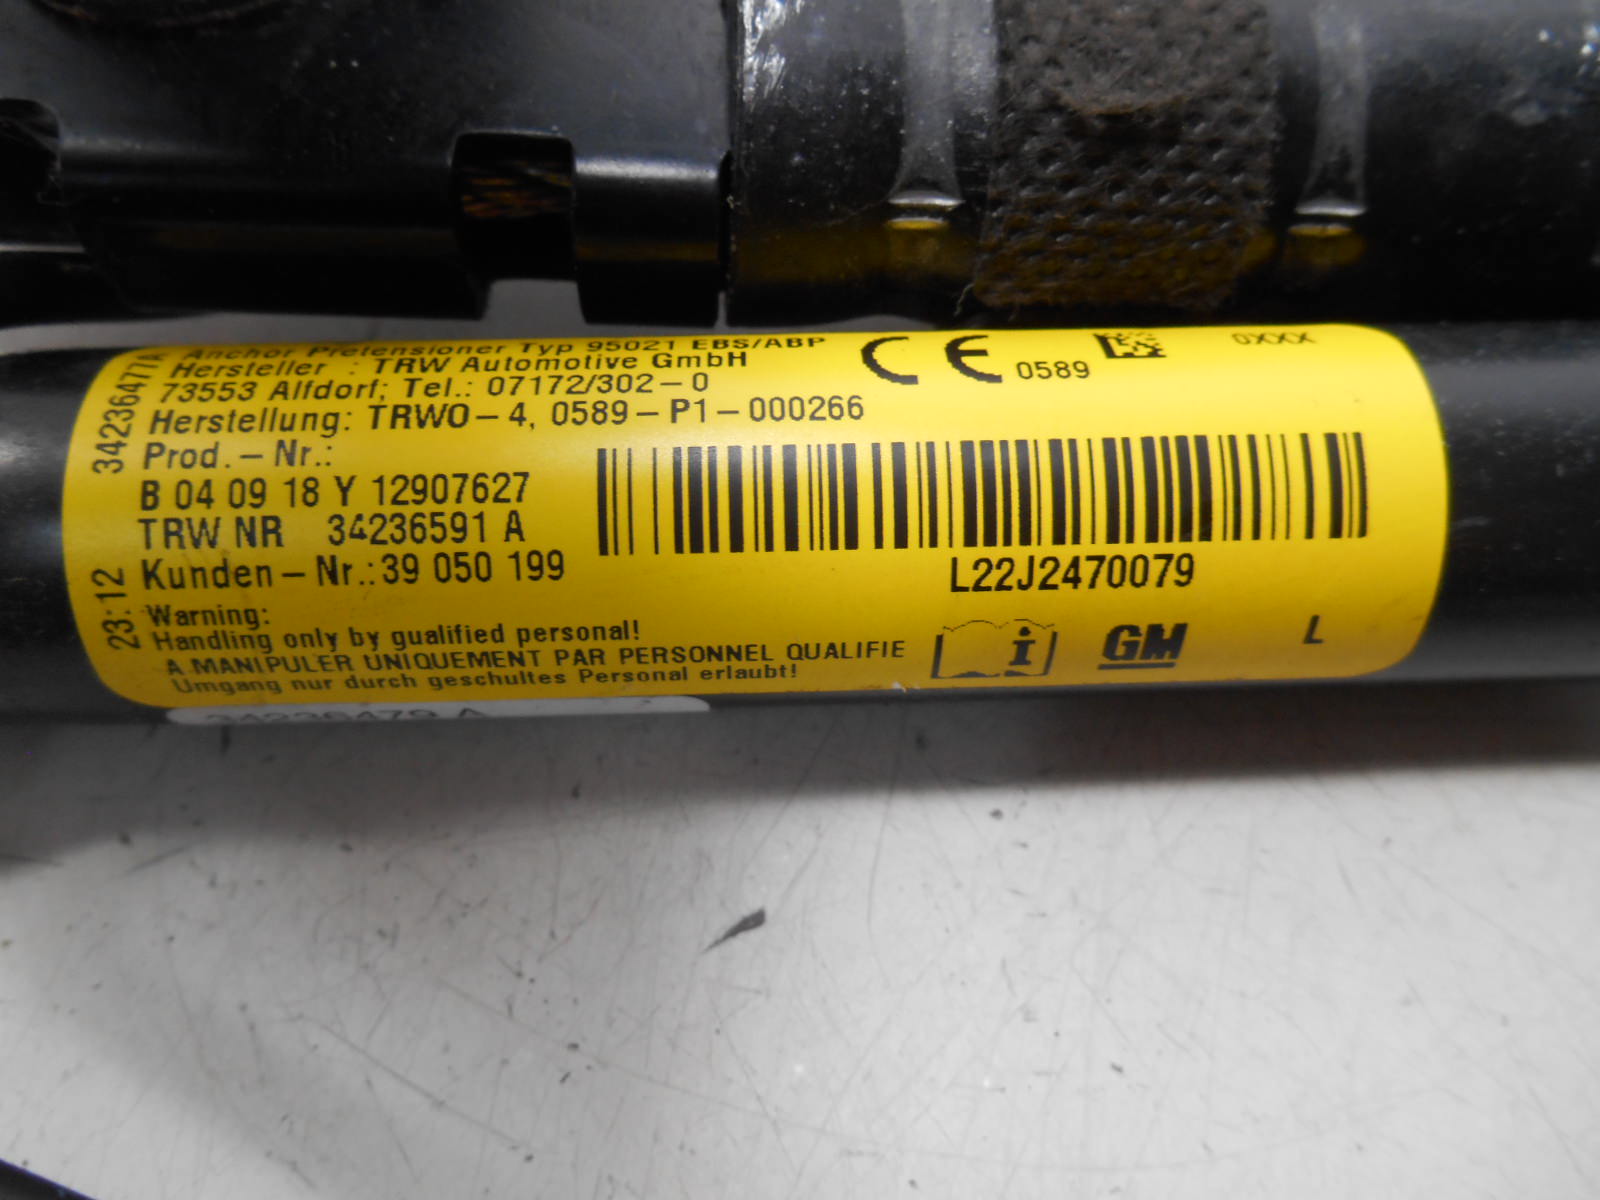 Anchor Pretensioner Typ 95021 EBS/ABP
Hersteller : TRW Automotive GmbH
73553 Alfdorf; Tel.: 07172/302-0
Herstellung: TRWO-4, 0589-P1-000266
Prod.-Nr.:
B 04 09 18 Y 12907627
TRW NR 34236591 A
Kunden-Nr.: 39 050 199
Warning:
Handling only by qualified personal!
A MANIPULER UNIQUEMENT PAR PERSONNEL QUALIFIE
Umgang nur durch geschultes Personal erlaubt!
34236477A
23:12
CE 0589
0XXX
L22J2470079
i
GM
L
34236479 A